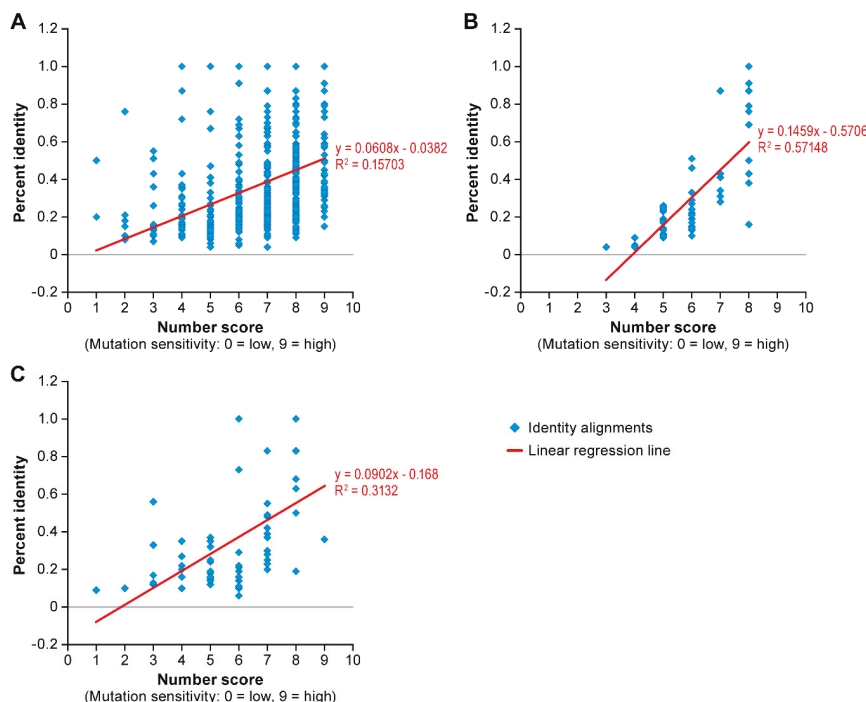 A
1.2
1.0
0.8
0.6
0.4
0.2
0
-0.2
Percent identity
y = 0.0608x - 0.0382
R² = 0.15703
0 1 2 3 4 5 6 7 8 9 10
Number score
(Mutation sensitivity: 0 = low, 9 = high)
B
1.2
1.0
0.8
0.6
0.4
0.2
0
-0.2
Percent identity
y = 0.1459x - 0.5706
R² = 0.57148
0 1 2 3 4 5 6 7 8 9 10
Number score
(Mutation sensitivity: 0 = low, 9 = high)
C
1.2
1.0
0.8
0.6
0.4
0.2
0
-0.2
Percent identity
y = 0.0902x - 0.168
R² = 0.3132
0 1 2 3 4 5 6 7 8 9 10
Number score
(Mutation sensitivity: 0 = low, 9 = high)
Identity alignments
Linear regression line